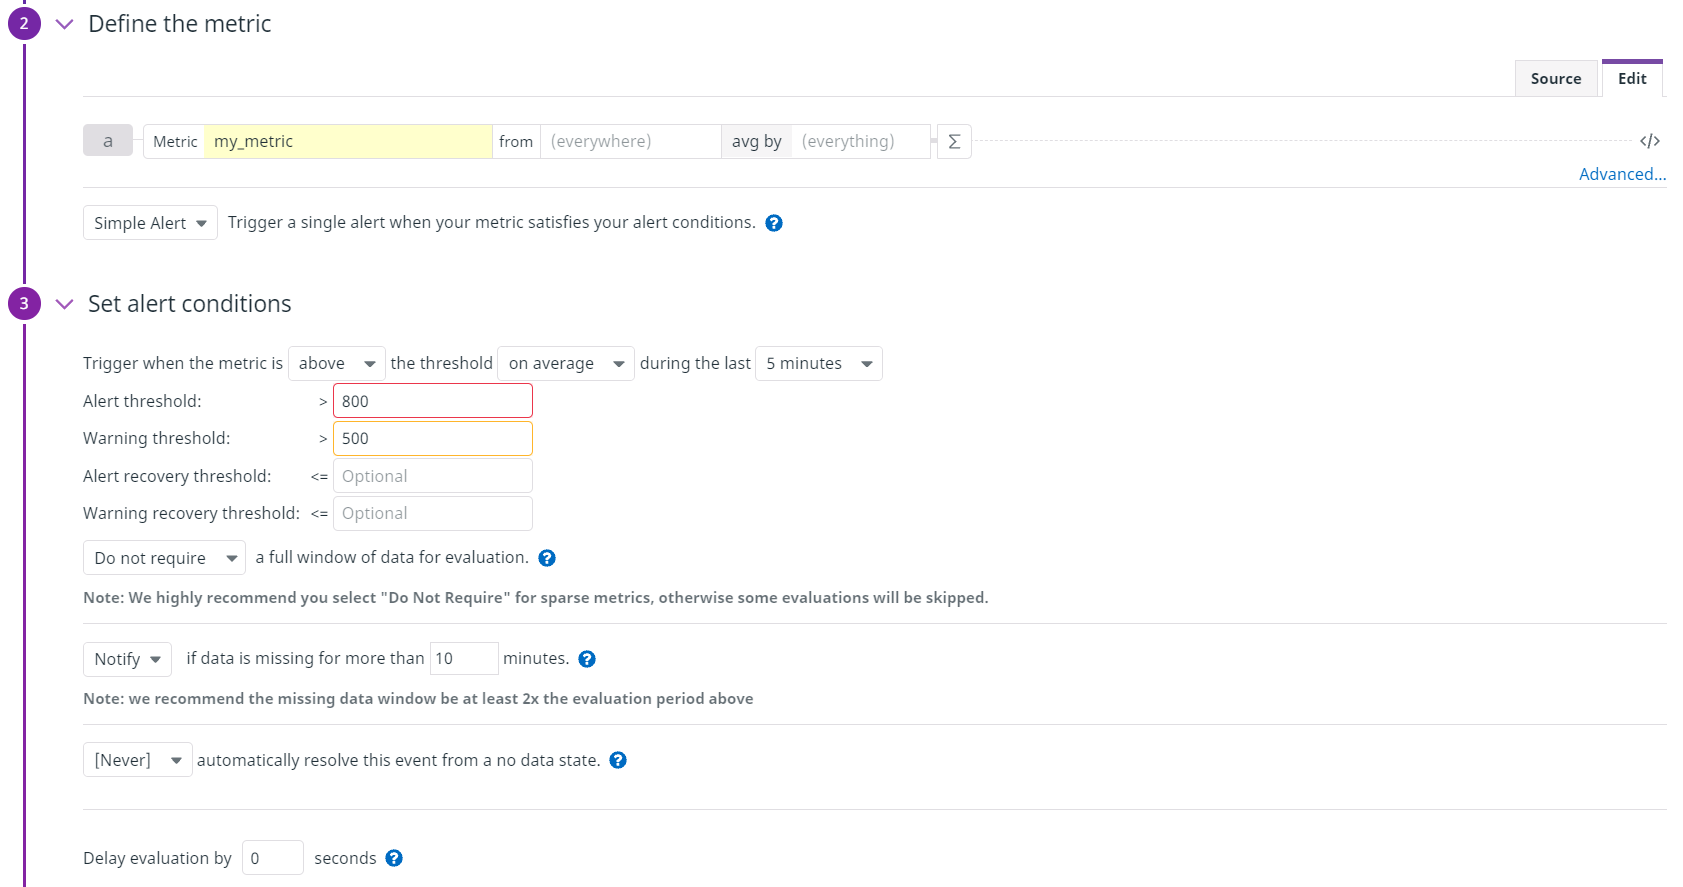 2 Define the metric
Source Edit
a Metric my_metric from (everywhere) avg by (everything) Σ </>
Advanced...
Simple Alert Trigger a single alert when your metric satisfies your alert conditions. ?
3 Set alert conditions
Trigger when the metric is above the threshold on average during the last 5 minutes
Alert threshold: > 800
Warning threshold: > 500
Alert recovery threshold: <= Optional
Warning recovery threshold: <= Optional
Do not require a full window of data for evaluation. ?
Note: We highly recommend you select "Do Not Require" for sparse metrics, otherwise some evaluations will be skipped.
Notify if data is missing for more than 10 minutes. ?
Note: we recommend the missing data window be at least 2x the evaluation period above
[Never] automatically resolve this event from a no data state. ?
Delay evaluation by 0 seconds ?